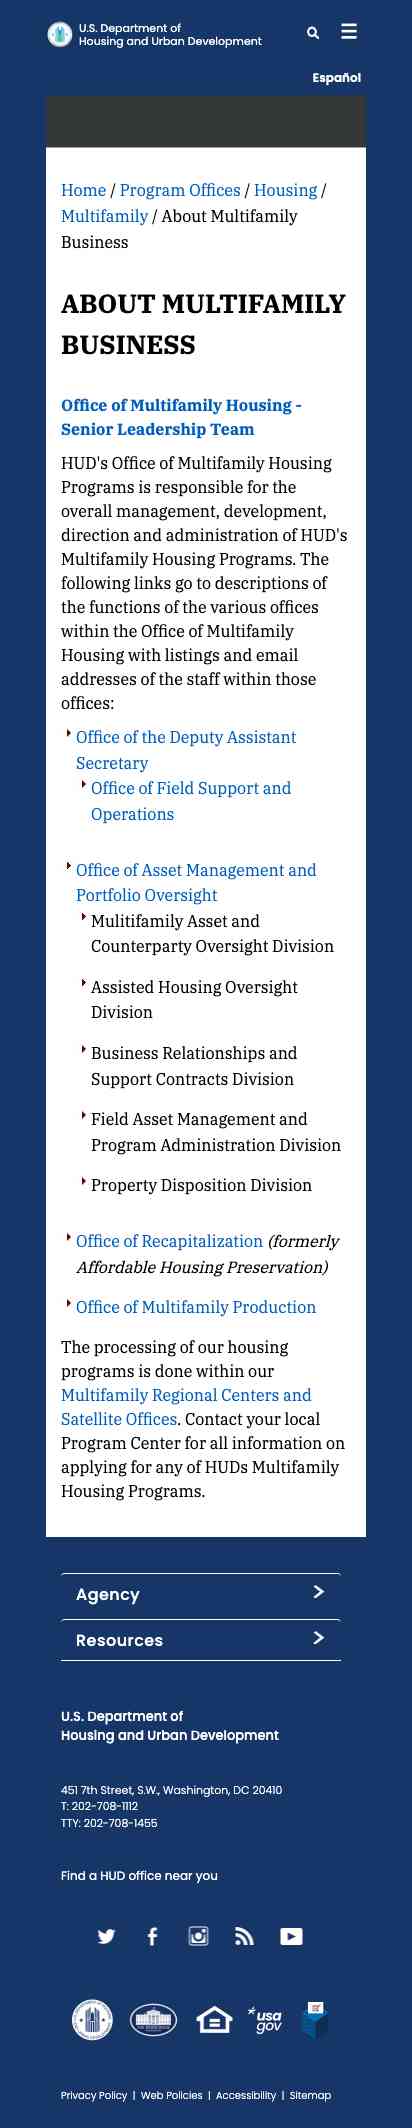 U.S. Department of
Housing and Urban Development
Español
Home / Program Offices / Housing /
Multifamily / About Multifamily
Business
ABOUT MULTIFAMILY
BUSINESS
Office of Multifamily Housing -
Senior Leadership Team
HUD's Office of Multifamily Housing
Programs is responsible for the
overall management, development,
direction and administration of HUD's
Multifamily Housing Programs. The
following links go to descriptions of
the functions of the various offices
within the Office of Multifamily
Housing with listings and email
addresses of the staff within those
offices:
Office of the Deputy Assistant
Secretary
Office of Field Support and
Operations
Office of Asset Management and
Portfolio Oversight
Mulitifamily Asset and
Counterparty Oversight Division
Assisted Housing Oversight
Division
Business Relationships and
Support Contracts Division
Field Asset Management and
Program Administration Division
Property Disposition Division
Office of Recapitalization (formerly
Affordable Housing Preservation)
Office of Multifamily Production
The processing of our housing
programs is done within our
Multifamily Regional Centers and
Satellite Offices. Contact your local
Program Center for all information on
applying for any of HUDs Multifamily
Housing Programs.
Agency
Resources
U.S. Department of
Housing and Urban Development
451 7th Street, S.W., Washington, DC 20410
T: 202-708-1112
TTY: 202-708-1455
Find a HUD office near you
usa
gov
Privacy Policy | Web Policies | Accessibility | Sitemap